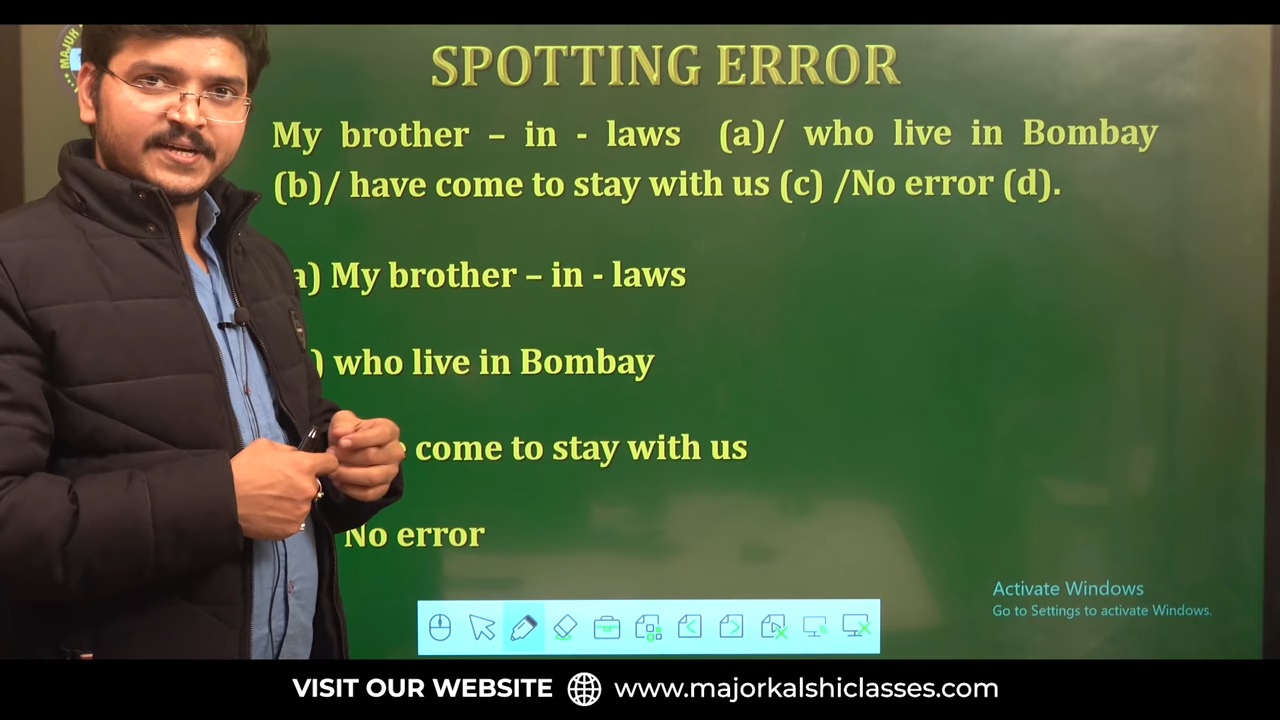 MAJOR
SPOTTING ERROR
My brother – in - laws (a)/ who live in Bombay
(b)/ have come to stay with us (c) /No error (d).
a) My brother – in - laws
) who live in Bombay
e come to stay with us
No error
Activate Windows
Go to Settings to activate Windows.
VISIT OUR WEBSITE www.majorkalshiclasses.com